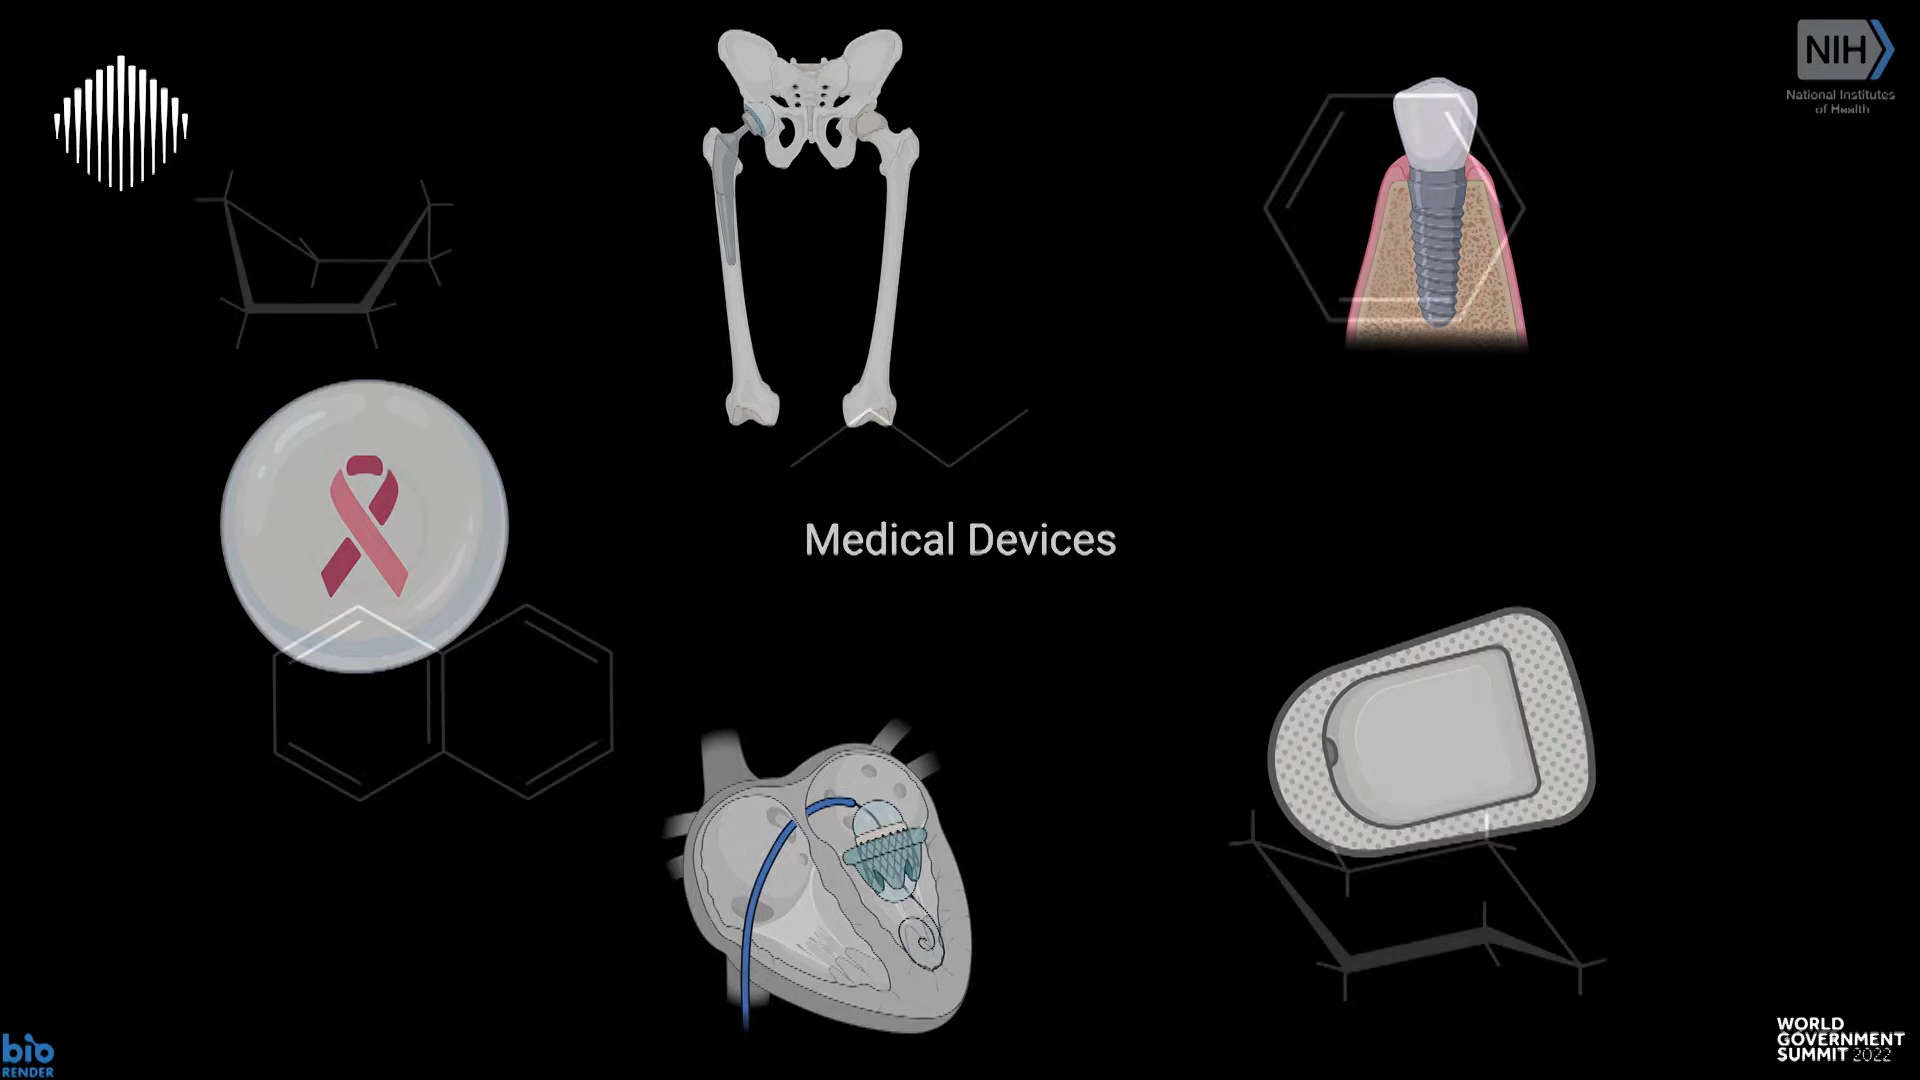 NIH
National Institutes
of Health
Medical Devices
bio
RENDER
WORLD
GOVERNMENT
SUMMIT 2022